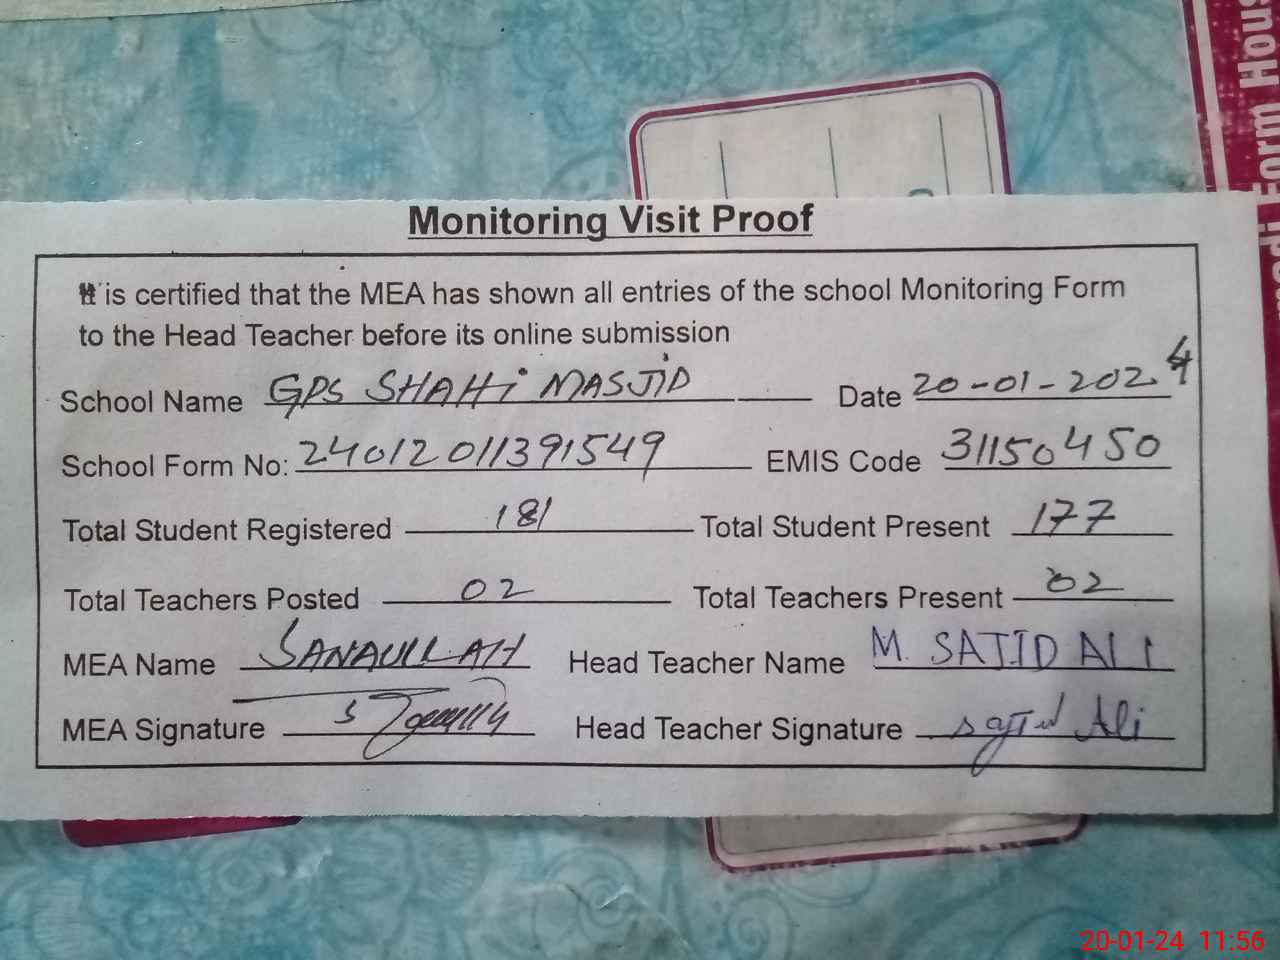 Form Hous
Monitoring Visit Proof
It is certified that the MEA has shown all entries of the school Monitoring Form
to the Head Teacher before its online submission
School Name GPS SHAHi MASJID Date 20-01-2024
School Form No: 24012011391549 EMIS Code 31150450
Total Student Registered 181 Total Student Present 177
Total Teachers Posted 02 Total Teachers Present 02
MEA Name SANAULLAH Head Teacher Name M. SAJID ALI
MEA Signature Head Teacher Signature Sajid Ali
20-01-24 11:56